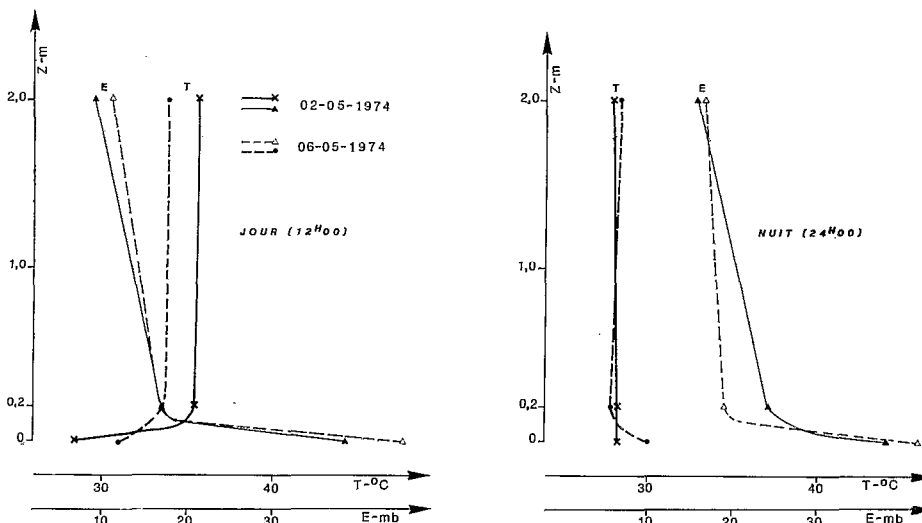 Z-m
2,0
1,0
0,2
0
E
T
02-05-1974
06-05-1974
JOUR (12H00)
30
40
T-°C
10
20
30
E-mb
Z-m
2,0
1,0
0,2
0
T
E
NUIT (24H00)
30
40
T-°C
10
20
30
E-mb